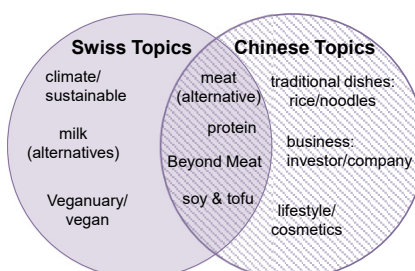 Swiss Topics
climate/
sustainable
milk
(alternatives)
Veganuary/
vegan
meat
(alternative)
protein
Beyond Meat
soy & tofu
Chinese Topics
traditional dishes:
rice/noodles
business:
investor/company
lifestyle/
cosmetics